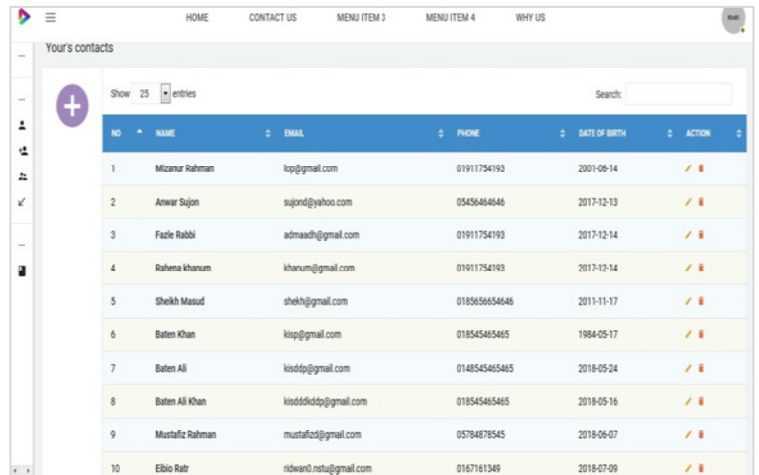 HOME CONTACT US MENU ITEM 3 MENU ITEM 4 WHY US
Your's contacts
Show 25 entries Search:
NO NAME EMAIL PHONE DATE OF BIRTH ACTION
1 Mizanur Rahman lop@gmail.com 01911754193 2001-06-14
2 Anwar Sujon sujond@yahoo.com 05456464646 2017-12-13
3 Fazle Rabbi admaadh@gmail.com 01911754193 2017-12-14
4 Rahena khanum khanum@gmail.com 01911754193 2017-12-14
5 Sheikh Masud shekh@gmail.com 0185656654646 2011-11-17
6 Baten Khan kisp@gmail.com 018545465465 1984-05-17
7 Baten Ali kisddp@gmail.com 0148545465465 2018-05-24
8 Baten Ali Khan kisdddkddp@gmail.com 018545465465 2018-05-16
9 Mustafiz Rahman mustafizd@gmail.com 05784878545 2018-06-07
10 Eibio Ratr ridwan0.nstu@gmail.com 0167161349 2018-07-09